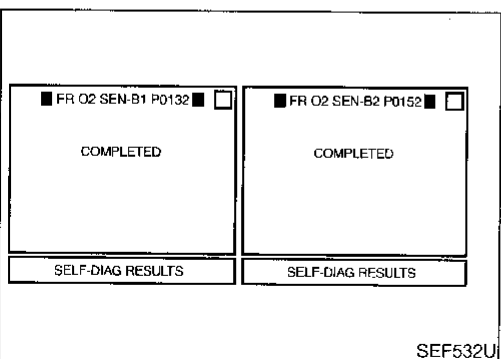 FR O2 SEN-B1 P0132
COMPLETED
SELF-DIAG RESULTS
FR O2 SEN-B2 P0152
COMPLETED
SELF-DIAG RESULTS
SEF532U